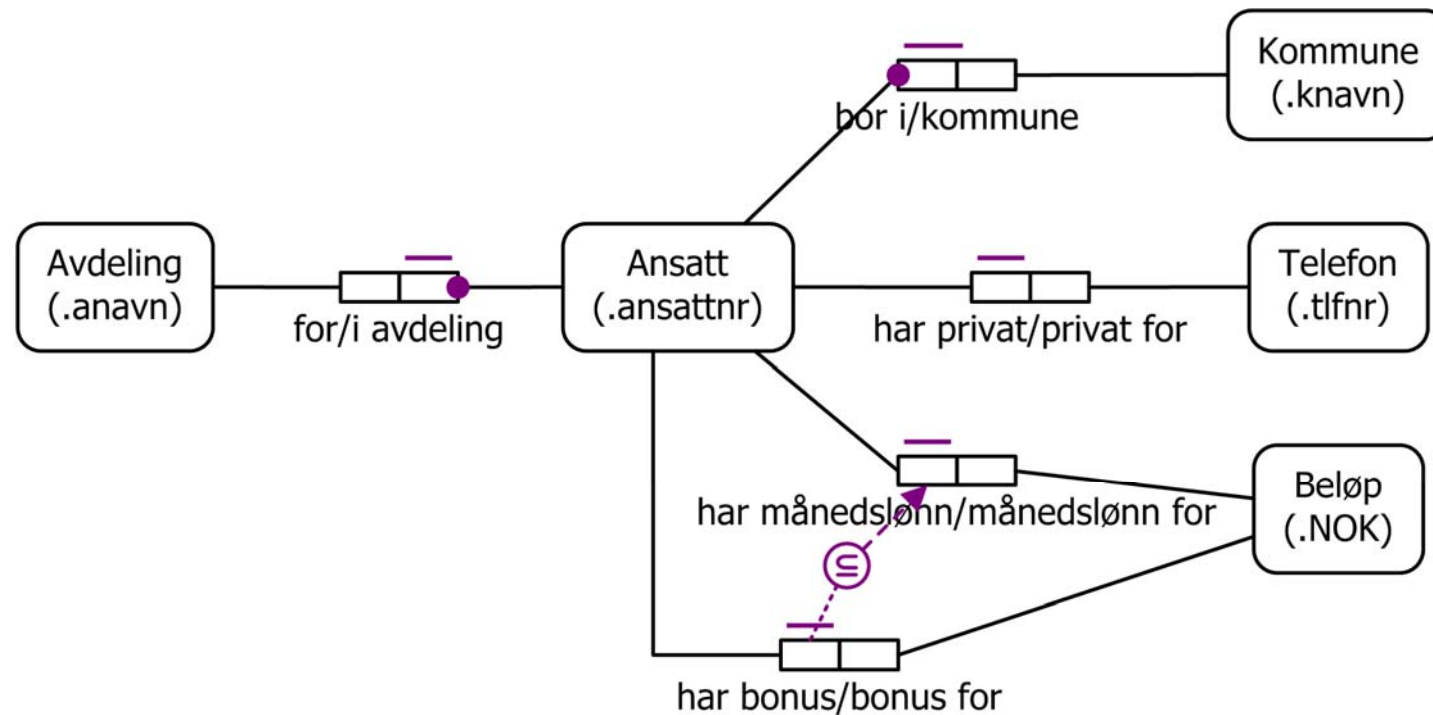 Kommune
(.knavn)
bor i/kommune
Avdeling
(.anavn)
for/i avdeling
Ansatt
(.ansattnr)
har privat/privat for
Telefon
(.tlfnr)
har månedslønn/månedslønn for
Beløp
(.NOK)
⊆
har bonus/bonus for